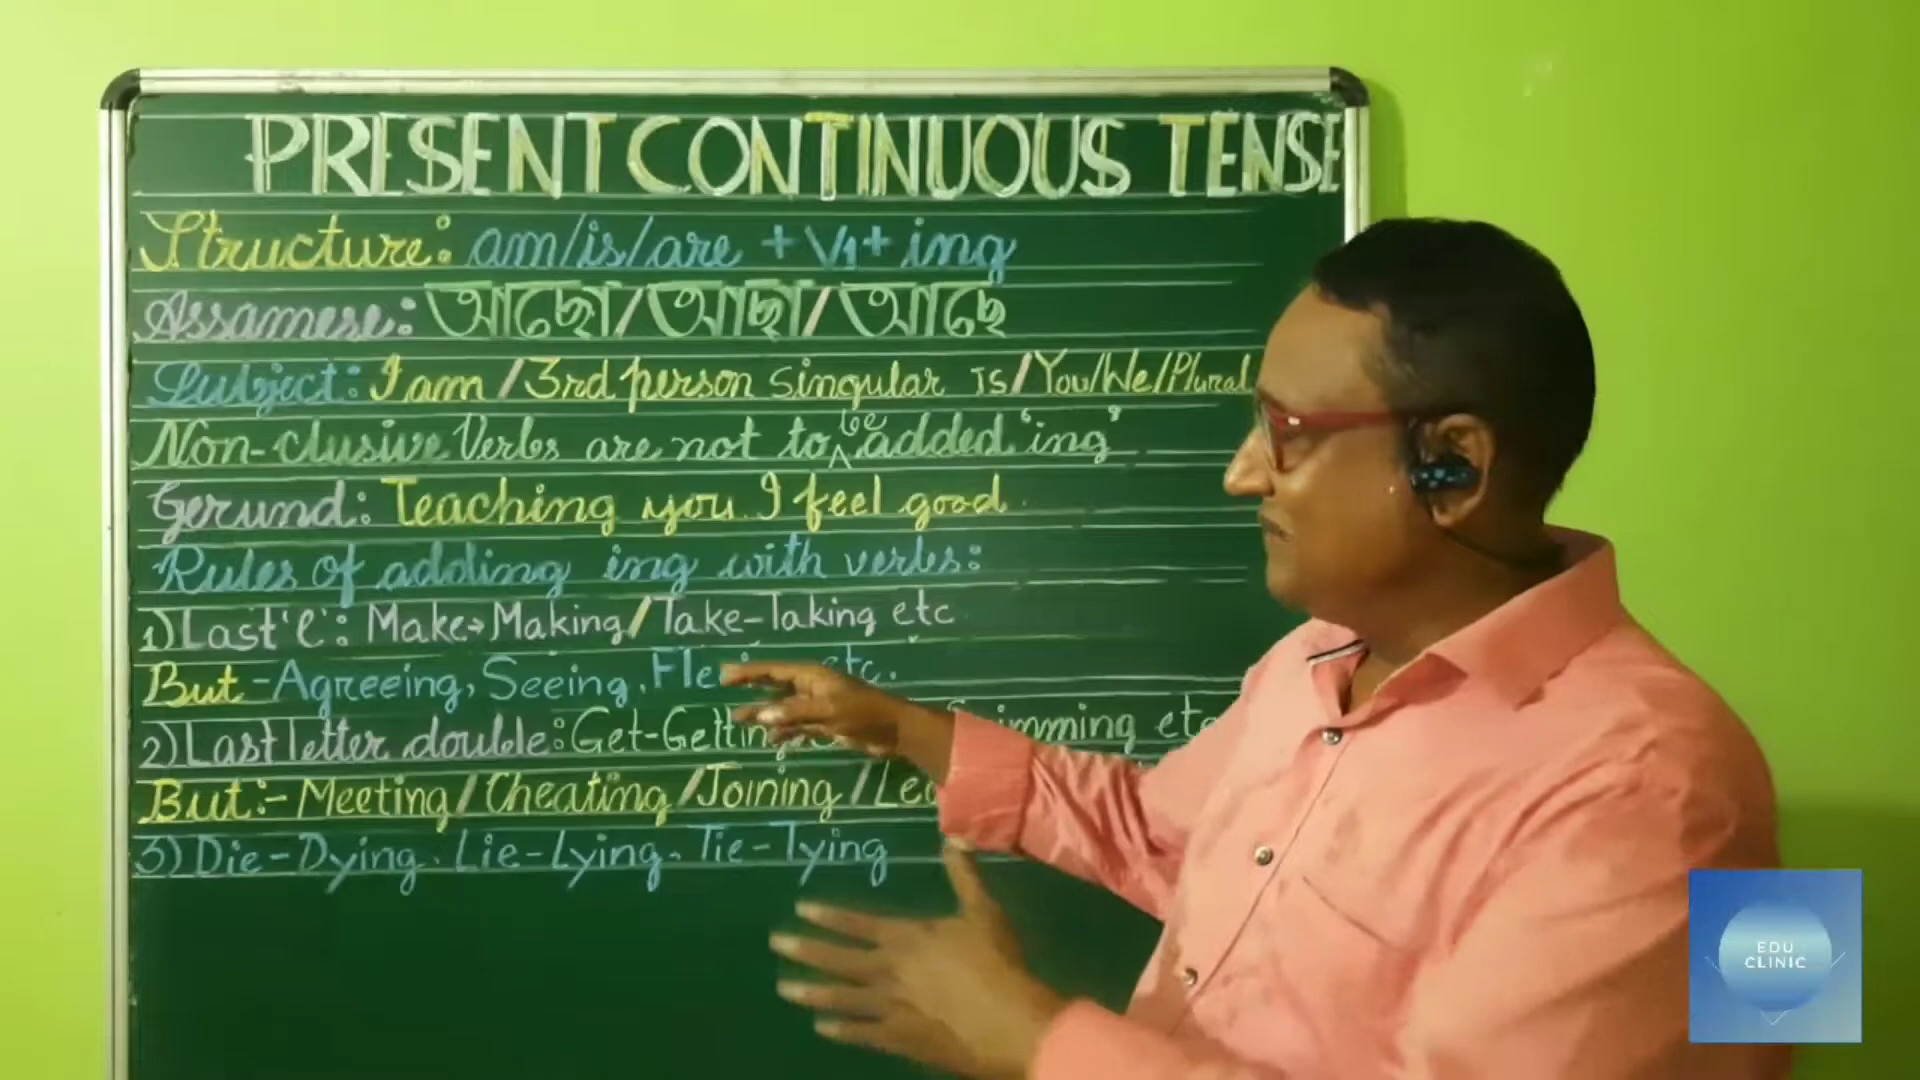 PRESENT CONTINUOUS TENSE
Structure: am/is/are + V1 + ing
Assamese: আছো/আছা/আছে
Subject: I am / 3rd person singular is/You/We/Plural
Non-clusive Verbs are not to be added 'ing'
Gerund: Teaching you I feel good
Rules of adding ing with verbs:
1) Last 'e': Make→Making/Take-Taking etc
But - Agreeing, Seeing, etc.
2) Last letter double: Get-Getting etc
But:- Meeting / Cheating / Joining /
3) Die-Dying, Lie-Lying, Tie-Tying
EDU
CLINIC